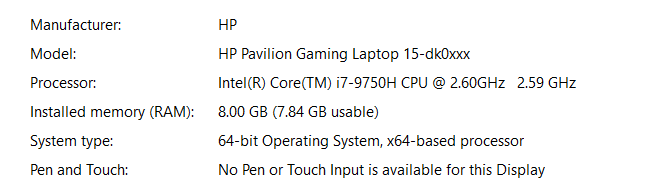 Manufacturer: HP
Model: HP Pavilion Gaming Laptop 15-dk0xxx
Processor: Intel(R) Core(TM) i7-9750H CPU @ 2.60GHz 2.59 GHz
Installed memory (RAM): 8.00 GB (7.84 GB usable)
System type: 64-bit Operating System, x64-based processor
Pen and Touch: No Pen or Touch Input is available for this Display